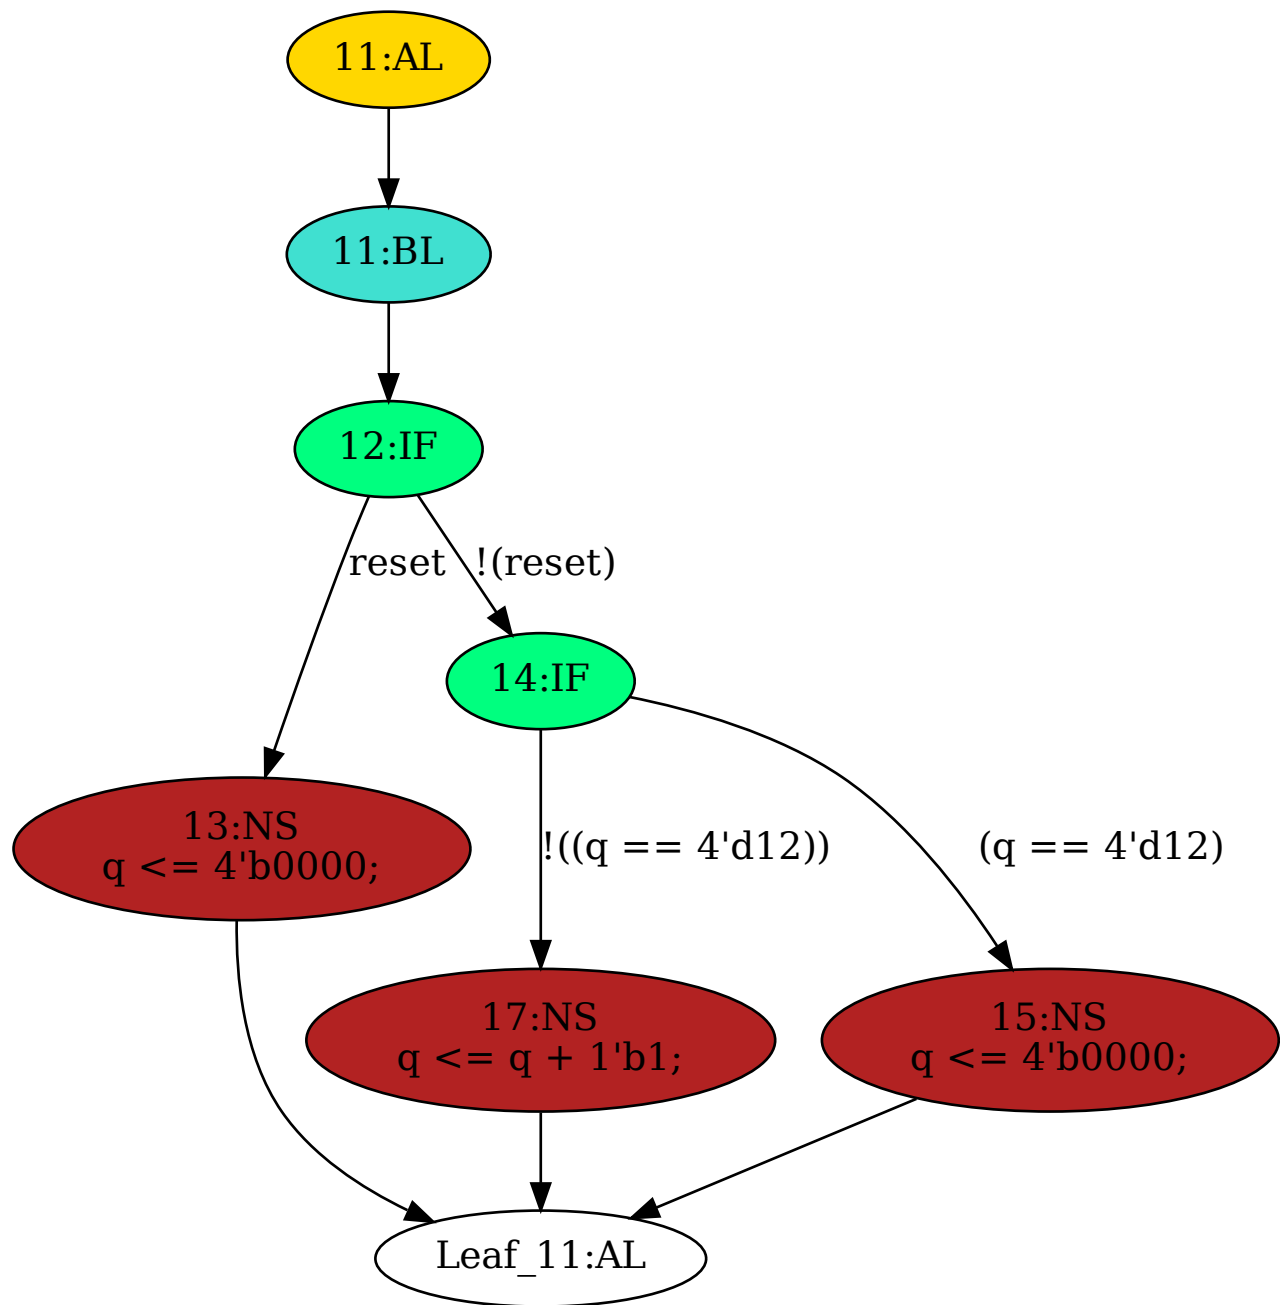 11:AL
11:BL
12:IF
reset
!(reset)
14:IF
13:NS
q <= 4'b0000;
!((q == 4'd12))
(q == 4'd12)
17:NS
q <= q + 1'b1;
15:NS
q <= 4'b0000;
Leaf_11:AL